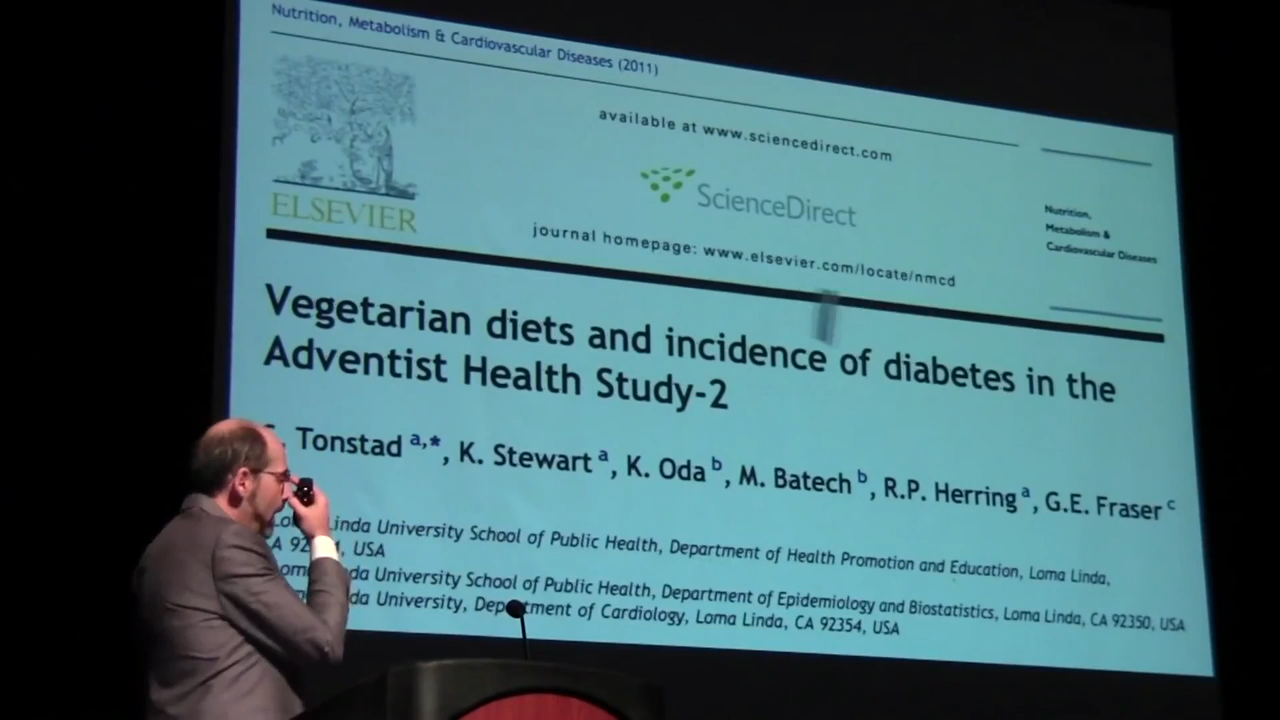 Nutrition, Metabolism & Cardiovascular Diseases (2011)
available at www.sciencedirect.com
ScienceDirect
ELSEVIER
journal homepage: www.elsevier.com/locate/nmcd
Nutrition,
Metabolism &
Cardiovascular Diseases
Vegetarian diets and incidence of diabetes in the
Adventist Health Study-2
Tonstad a,*, K. Stewart a, K. Oda b, M. Batech b, R.P. Herring a, G.E. Fraser c
University School of Public Health, Department of Health Promotion and Education, Loma Linda,
USA
University School of Public Health, Department of Epidemiology and Biostatistics, Loma Linda, CA 92350, USA
University, Department of Cardiology, Loma Linda, CA 92354, USA